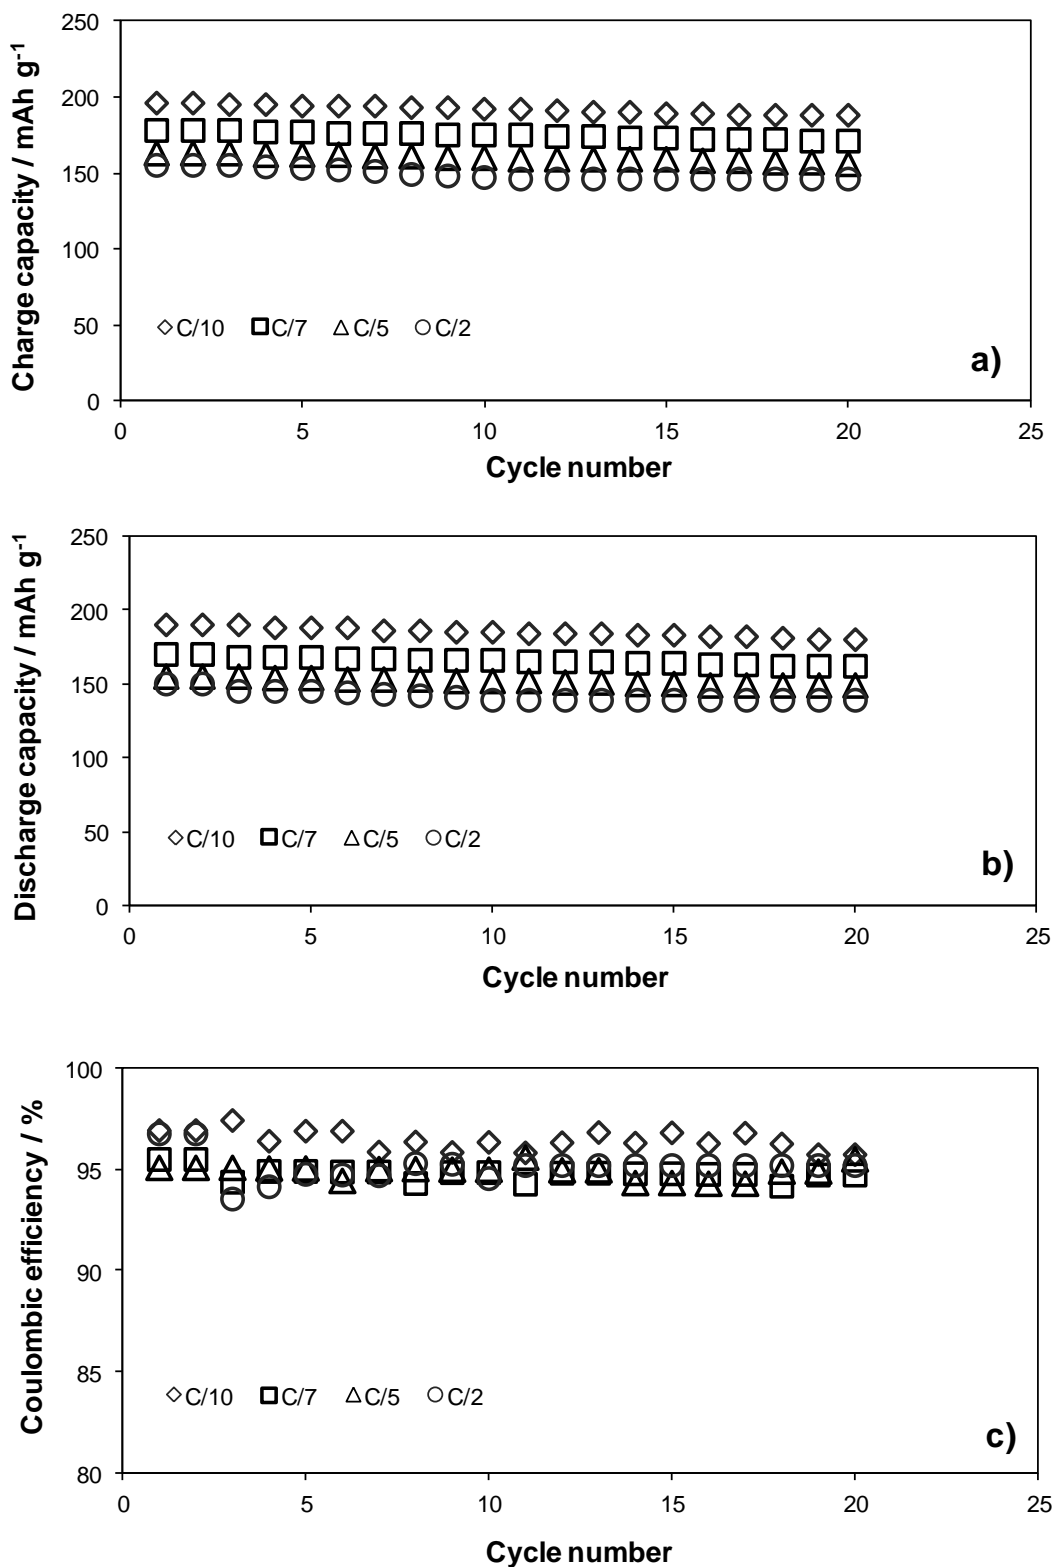 250
200
150
100
50
0
Charge capacity / mAh g-1
◇C/10 □C/7 △C/5 ○C/2
a)
0 5 10 15 20 25
Cycle number
250
200
150
100
50
0
Discharge capacity / mAh g-1
◇C/10 □C/7 △C/5 ○C/2
b)
0 5 10 15 20 25
Cycle number
100
95
90
85
80
Coulombic efficiency / %
◇C/10 □C/7 △C/5 ○C/2
c)
0 5 10 15 20 25
Cycle number